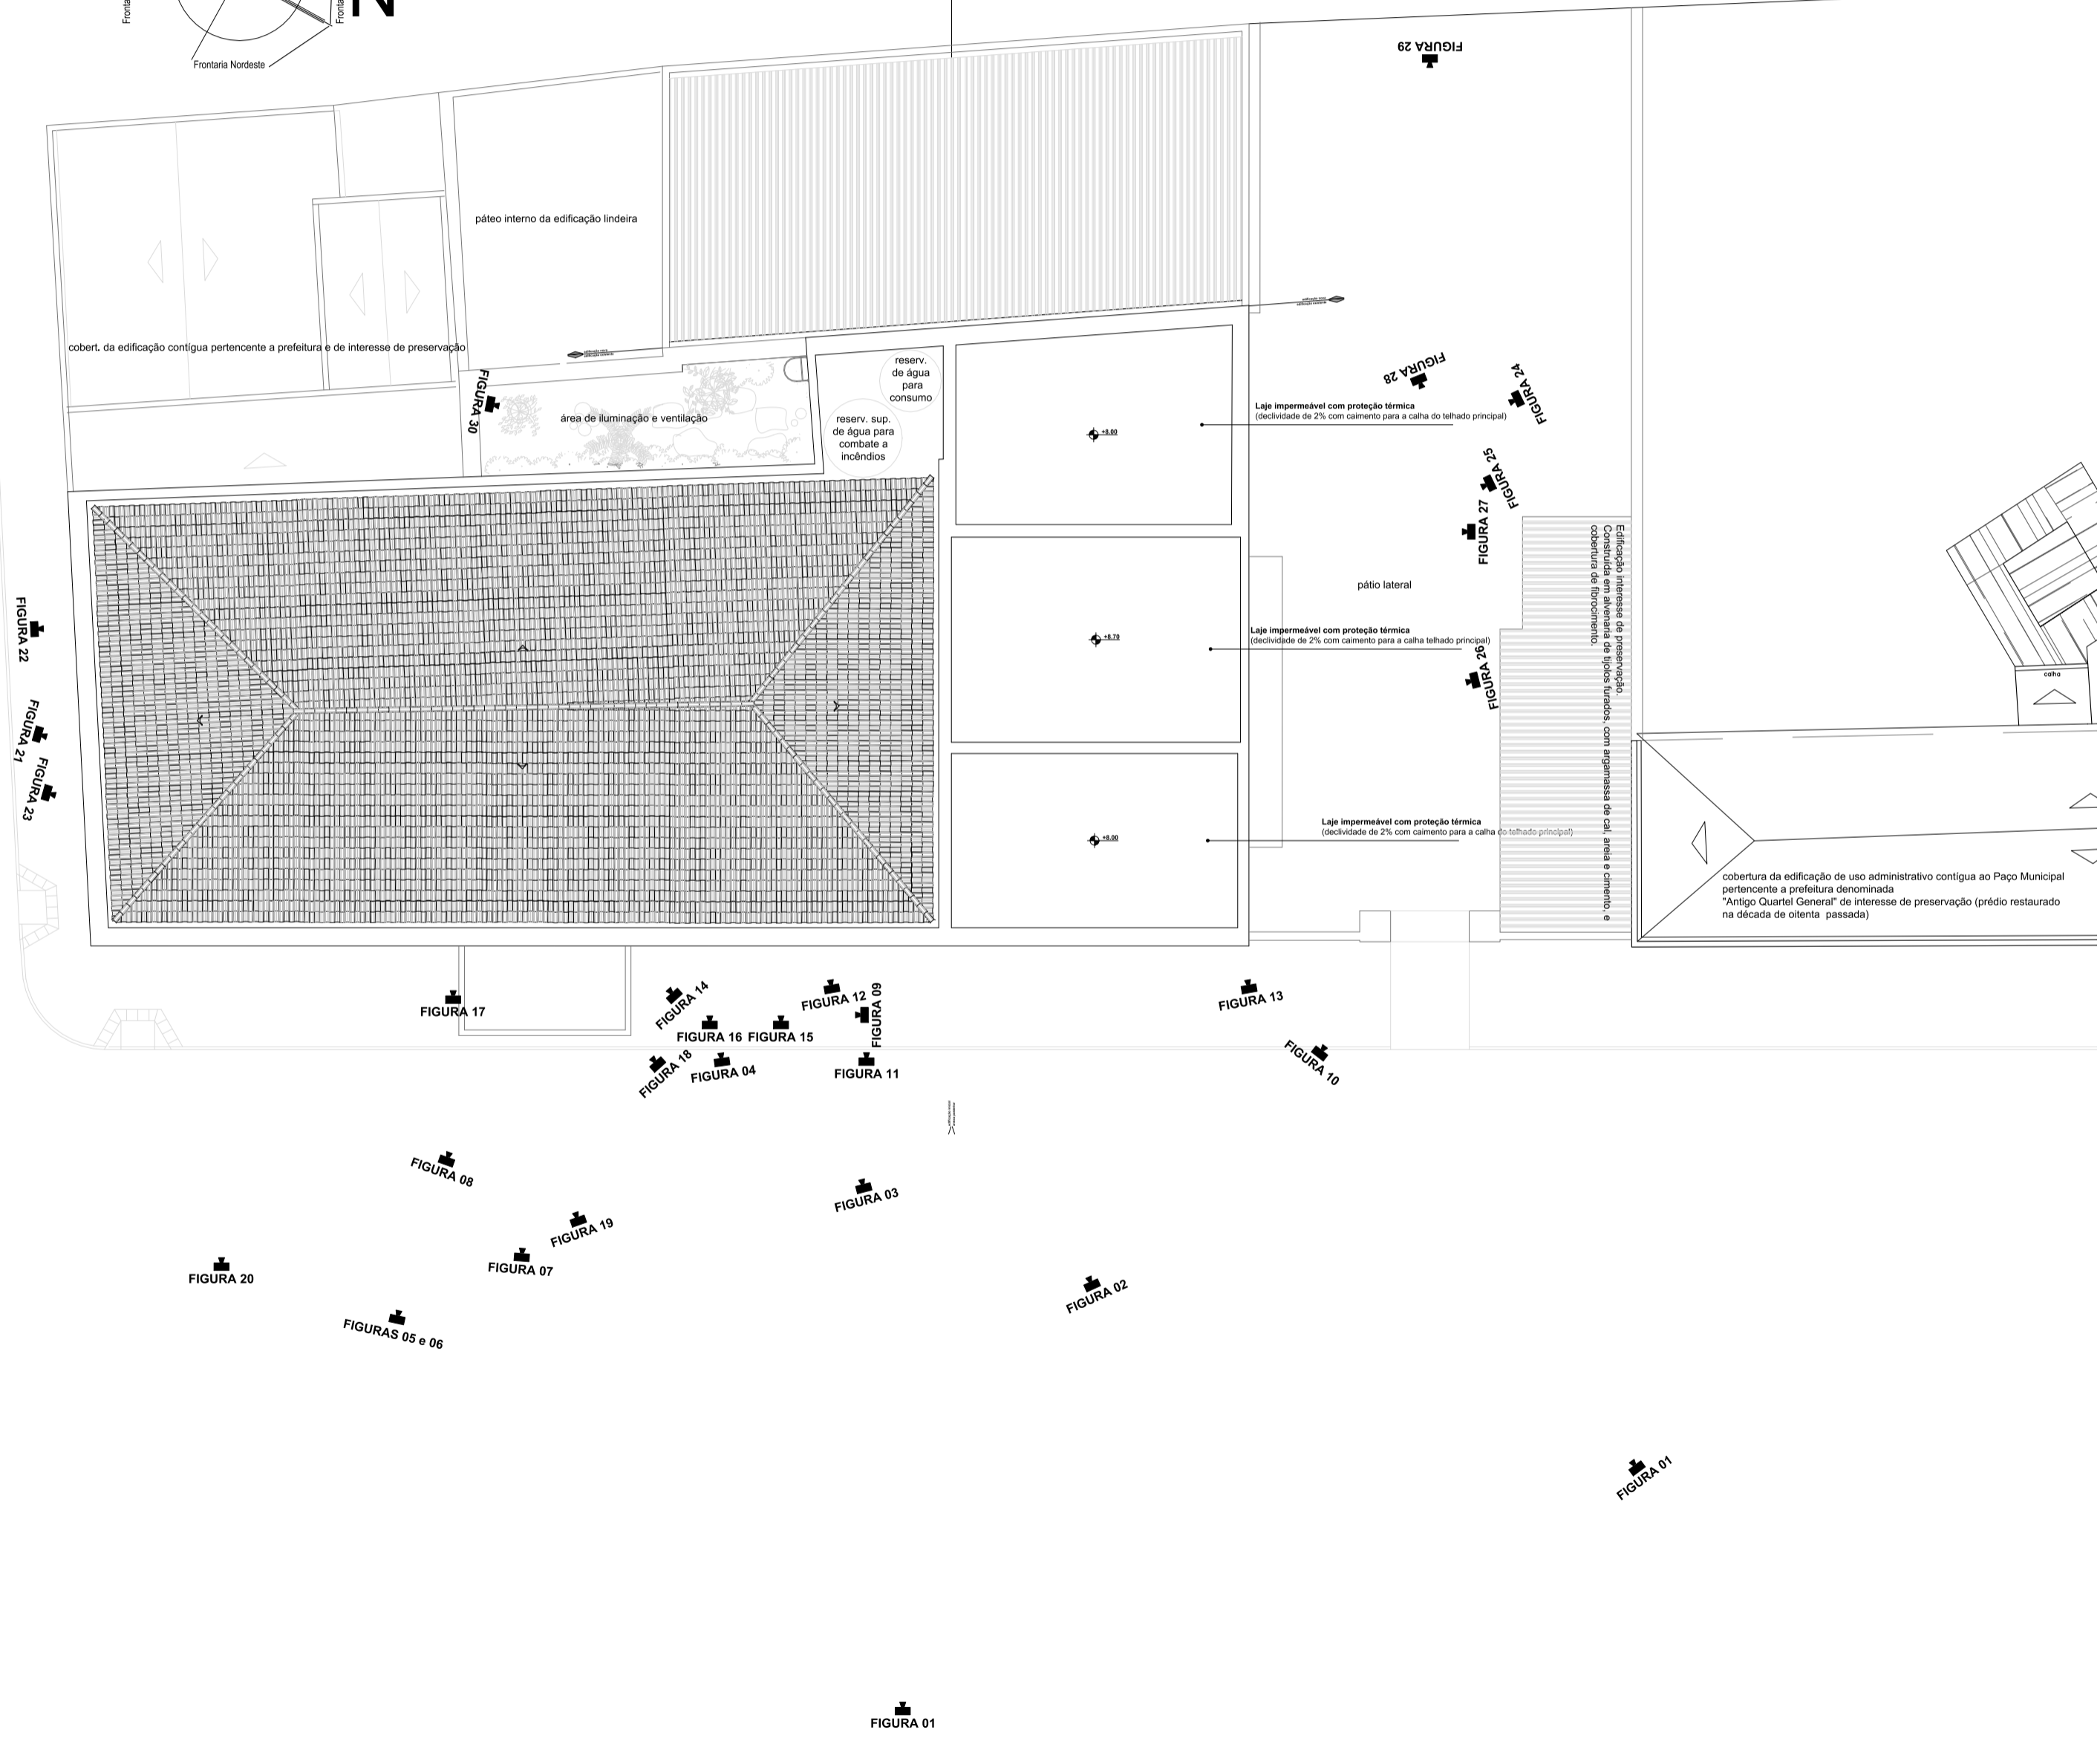 Fronta
Fronta
N
Frontaria Nordeste
FIGURA 29
páteo interno da edificação lindeira
cobert. da edificação contígua pertencente a prefeitura e de interesse de preservação
FIGURA 30
área de iluminação e ventilação
reserv.
de água
para
consumo
reserv. sup.
de água para
combate a
incêndios
+8.00
Laje impermeável com proteção térmica
(declividade de 2% com caimento para a calha do telhado principal)
FIGURA 28
FIGURA 24
FIGURA 25
FIGURA 27
pátio lateral
+8.70
Laje impermeável com proteção térmica
(declividade de 2% com caimento para a calha telhado principal)
FIGURA 26
Edificação interesse de preservação.
Construída em alvenaria de tijolos furados, com argamassa de cal, areia e cimento, e
cobertura de fibrocimento.
calha
FIGURA 22
FIGURA 21
FIGURA 23
+8.00
Laje impermeável com proteção térmica
(declividade de 2% com caimento para a calha do telhado principal)
cobertura da edificação de uso administrativo contígua ao Paço Municipal
pertencente a prefeitura denominada
"Antigo Quartel General" de interesse de preservação (prédio restaurado
na década de oitenta passada)
FIGURA 17
FIGURA 14
FIGURA 12
FIGURA 09
FIGURA 13
FIGURA 16
FIGURA 15
FIGURA 18
FIGURA 04
FIGURA 11
FIGURA 10
FIGURA 08
FIGURA 03
FIGURA 19
FIGURA 20
FIGURA 07
FIGURA 02
FIGURAS 05 e 06
FIGURA 01
FIGURA 01